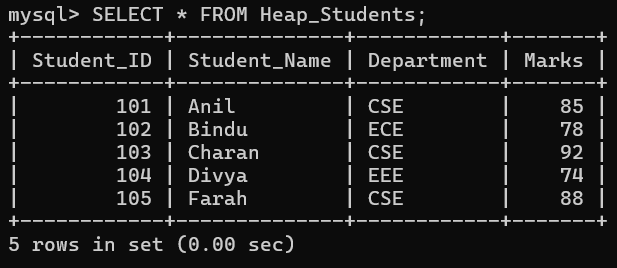 mysql> SELECT * FROM Heap_Students;
+------------+--------------+------------+-------+
| Student_ID | Student_Name | Department | Marks |
+------------+--------------+------------+-------+
|        101 | Anil         | CSE        |    85 |
|        102 | Bindu        | ECE        |    78 |
|        103 | Charan       | CSE        |    92 |
|        104 | Divya        | EEE        |    74 |
|        105 | Farah        | CSE        |    88 |
+------------+--------------+------------+-------+
5 rows in set (0.00 sec)